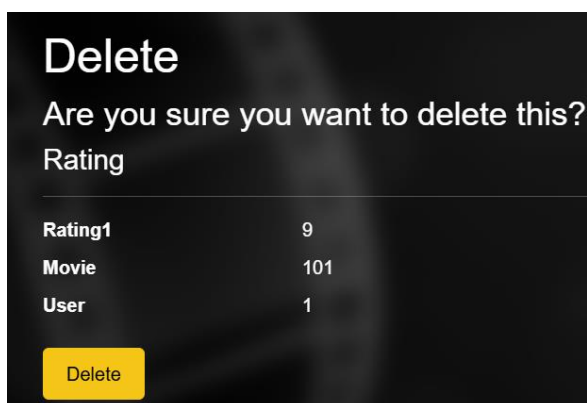 Delete
Are you sure you want to delete this?
Rating
Rating1 9
Movie 101
User 1
Delete